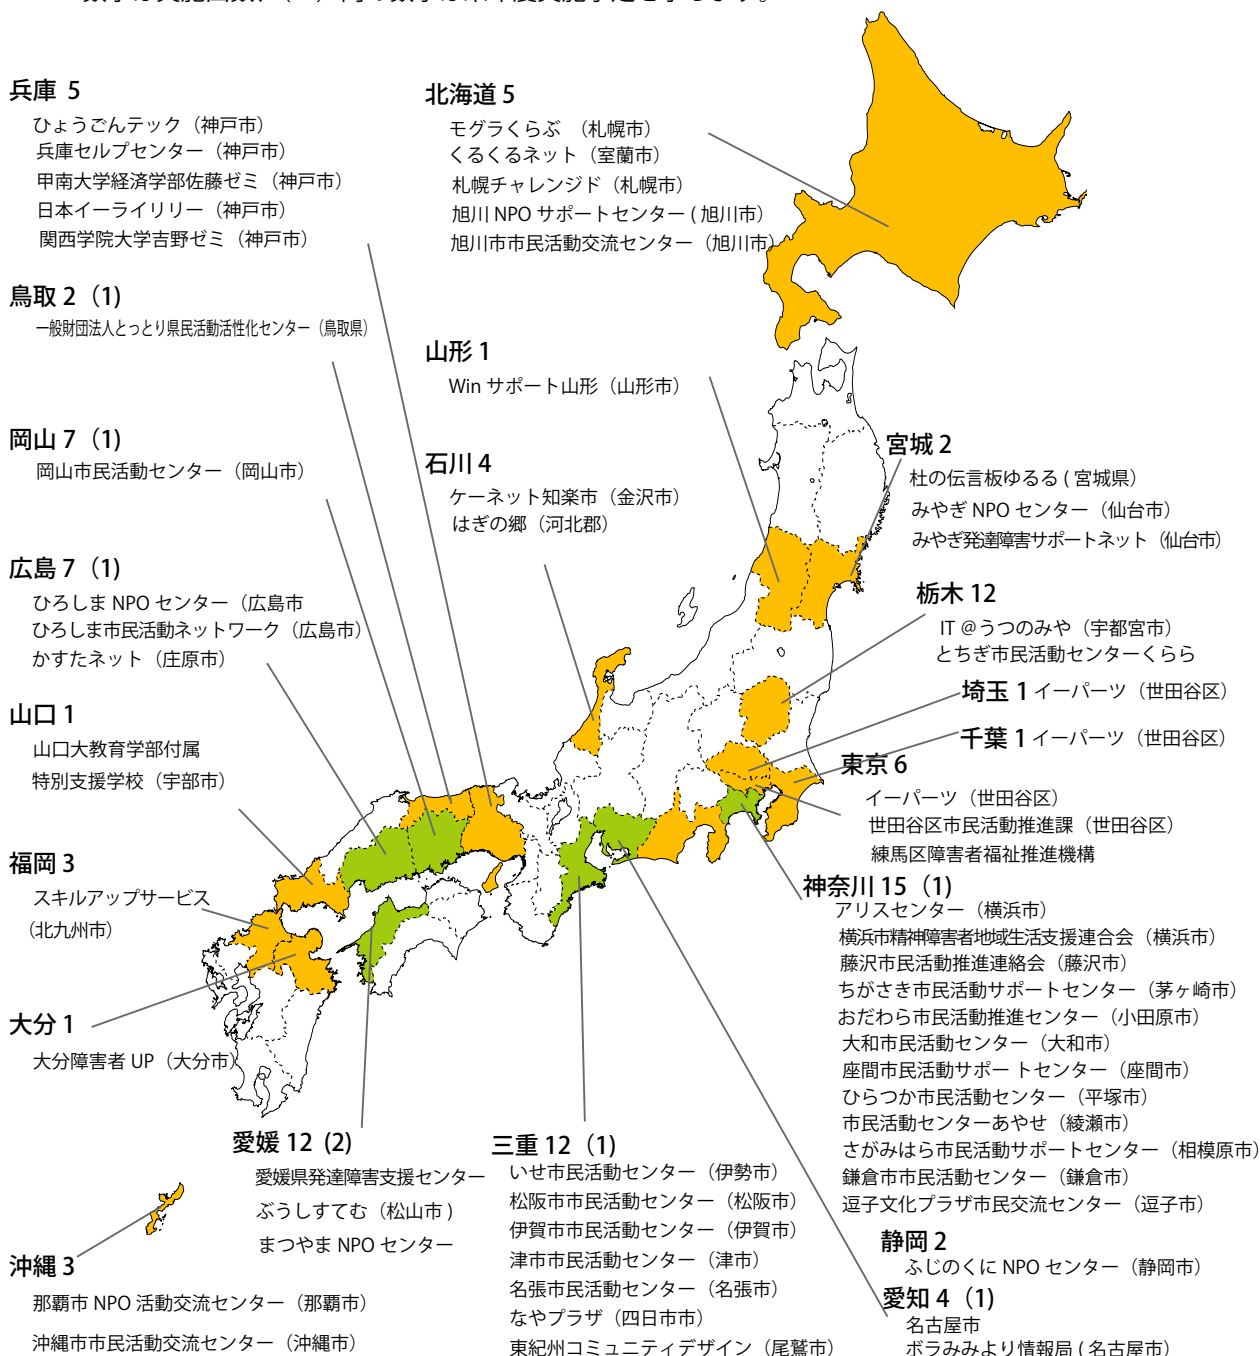 兵庫 5
ひょうごんテック（神戸市）
兵庫セルプセンター（神戸市）
甲南大学経済学部佐藤ゼミ（神戸市）
日本イーライリリー（神戸市）
関西学院大学吉野ゼミ（神戸市）
鳥取 2（1)
一般財団法人とっとり県民活動活性化センター（鳥取県）
岡山 7（1)
岡山市民活動センター（岡山市）
広島 7（1)
ひろしま NPO センター（広島市
ひろしま市民活動ネットワーク（広島市）
かすたネット（庄原市）
山口 1
山口大教育学部付属
特別支援学校（宇部市）
福岡 3
スキルアップサービス
（北九州市）
大分 1
大分障害者 UP（大分市）
沖縄 3
那覇市 NPO 活動交流センター（那覇市）
沖縄市市民活動交流センター（沖縄市）
北海道 5
モグラくらぶ （札幌市）
くるくるネット（室蘭市）
札幌チャレンジド（札幌市）
旭川 NPO サポートセンター ( 旭川市）
旭川市市民活動交流センター（旭川市）
山形 1
Win サポート山形（山形市）
石川 4
ケーネット知楽市（金沢市）
はぎの郷（河北郡）
宮城 2
杜の伝言板ゆるる ( 宮城県）
みやぎ NPO センター（仙台市）
みやぎ発達障害サポートネット（仙台市）
栃木 12
IT ＠うつのみや（宇都宮市）
とちぎ市民活動センターくらら
埼玉 1 イーパーツ（世田谷区）
千葉 1 イーパーツ（世田谷区）
東京 6
イーパーツ（世田谷区）
世田谷区市民活動推進課（世田谷区）
練馬区障害者福祉推進機構
神奈川 15（1)
アリスセンター（横浜市）
横浜市精神障害者地域生活支援連合会（横浜市）
藤沢市民活動推進連絡会（藤沢市）
ちがさき市民活動サポートセンター（茅ヶ崎市）
おだわら市民活動推進センター（小田原市）
大和市民活動センター（大和市）
座間市民活動サポートセンター（座間市）
ひらつか市民活動センター（平塚市）
市民活動センターあやせ（綾瀬市）
さがみはら市民活動サポートセンター（相模原市）
鎌倉市市民活動センター（鎌倉市）
逗子文化プラザ市民交流センター（逗子市）
愛媛 12 (2)
愛媛県発達障害支援センター
ぶうしすてむ（松山市 )
まつやま NPO センター
三重 12（1)
いせ市民活動センター（伊勢市）
松阪市市民活動センター（松阪市）
伊賀市市民活動センター（伊賀市）
津市市民活動センター（津市）
名張市民活動センター（名張市）
なやプラザ（四日市市）
東紀州コミュニティデザイン（尾鷲市）
静岡 2
ふじのくに NPO センター（静岡市）
愛知 4（1)
名古屋市
ボラみみより情報局 ( 名古屋市）